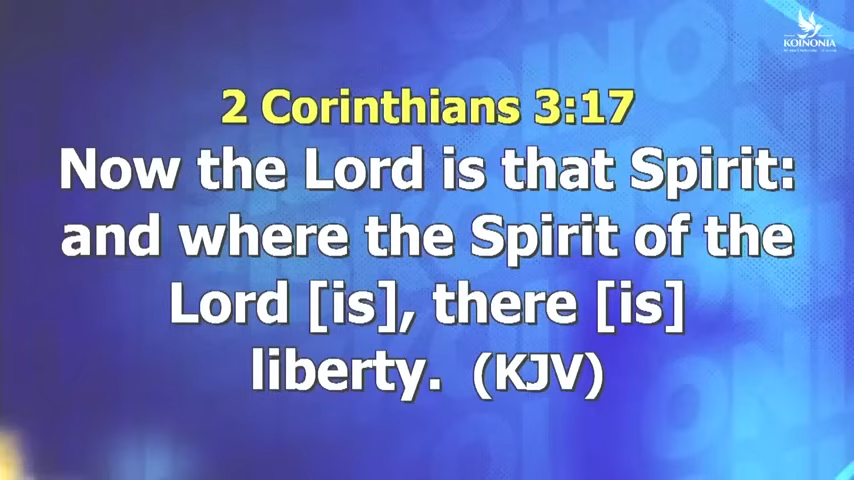 KOINONIA
2 Corinthians 3:17
Now the Lord is that Spirit:
and where the Spirit of the
Lord [is], there [is]
liberty. (KJV)